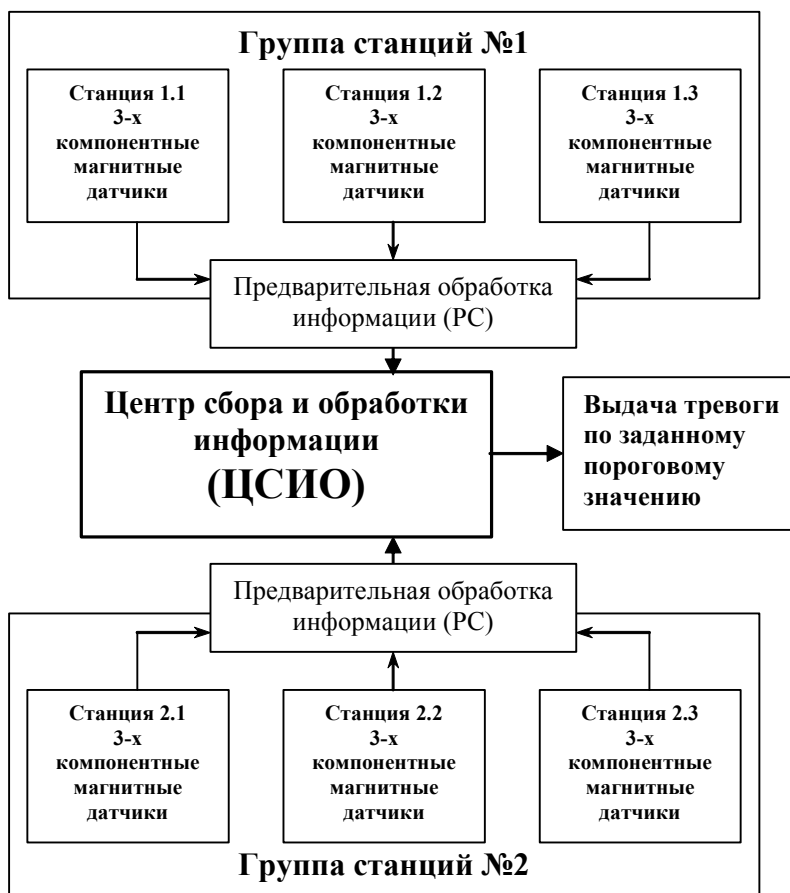 Группа станций №1
Станция 1.1
3-х
компонентные
магнитные
датчики
Станция 1.2
3-х
компонентные
магнитные
датчики
Станция 1.3
3-х
компонентные
магнитные
датчики
Предварительная обработка
информации (РС)
Центр сбора и обработки
информации
(ЦСИО)
Выдача тревоги
по заданному
пороговому
значению
Предварительная обработка
информации (РС)
Станция 2.1
3-х
компонентные
магнитные
датчики
Станция 2.2
3-х
компонентные
магнитные
датчики
Станция 2.3
3-х
компонентные
магнитные
датчики
Группа станций №2